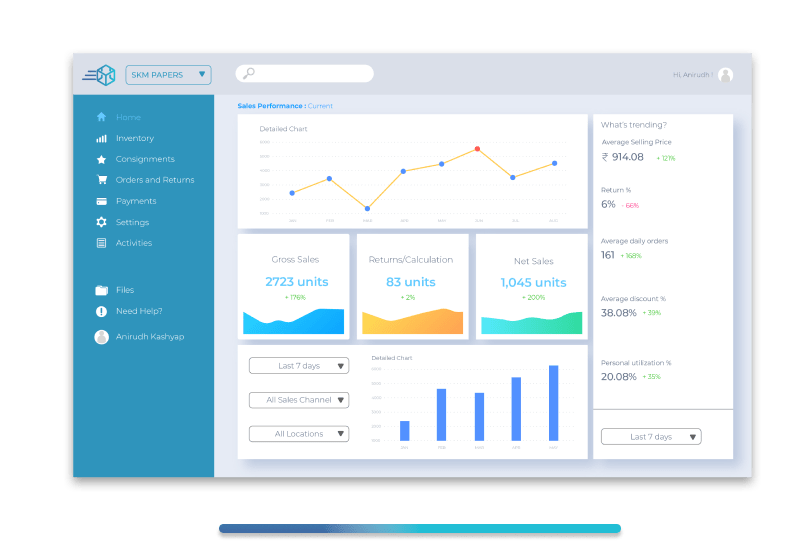 SKM PAPERS
Hi, Anirudh !
Home
Inventory
Consignments
Orders and Returns
Payments
Settings
Activities
Files
Need Help?
Anirudh Kashyap
Sales Performance : Current
Detailed Chart
Gross Sales
2723 units
+ 176%
Returns/Calculation
83 units
+ 2%
Net Sales
1,045 units
+ 200%
Last 7 days
All Sales Channel
All Locations
Detailed Chart
What's trending?
Average Selling Price
₹ 914.08 + 121%
Return %
6% - 66%
Average daily orders
161 + 168%
Average discount %
38.08% + 39%
Personal utilization %
20.08% + 35%
Last 7 days